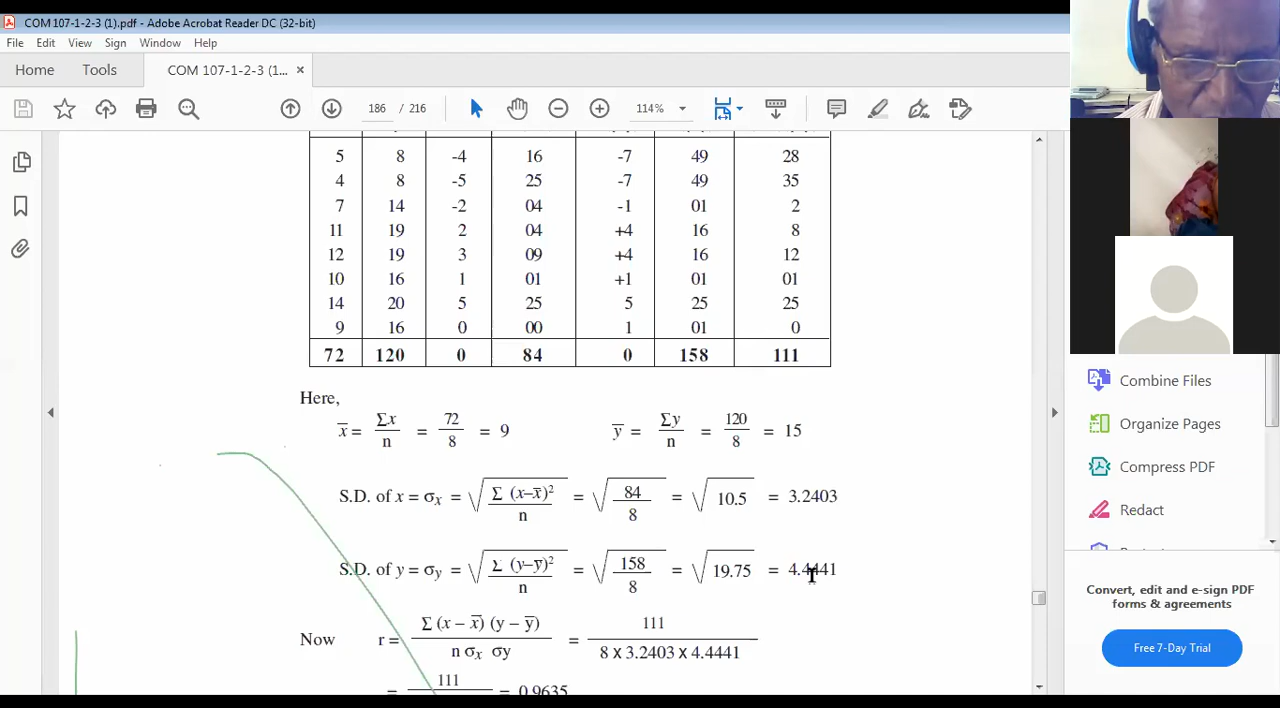 COM 107-1-2-3 (1).pdf - Adobe Acrobat Reader DC (32-bit)
File Edit View Sign Window Help
Home Tools COM 107-1-2-3 (1... ×
186 / 210 114%
5 8 -4 16 -7 49 28
4 8 -5 25 -7 49 35
7 14 -2 04 -1 01 2
11 19 2 04 +4 16 8
12 19 3 09 +4 16 12
10 16 1 01 +1 01 01
14 20 5 25 5 25 25
9 16 0 00 1 01 0
72 120 0 84 0 158 111
Here,
x̅ = Σx / n = 72 / 8 = 9 y̅ = Σy / n = 120 / 8 = 15
S.D. of x = σx = √ Σ (x–x̅)² / n = √ 84 / 8 = √ 10.5 = 3.2403
S.D. of y = σy = √ Σ (y–y̅)² / n = √ 158 / 8 = √ 19.75 = 4.4441
Now r = Σ (x – x̅) (y – y̅) / n σx σy = 111 / 8 x 3.2403 x 4.4441
= 111 = 0.9635
Combine Files
Organize Pages
Compress PDF
Redact
Convert, edit and e-sign PDF
forms & agreements
Free 7-Day Trial